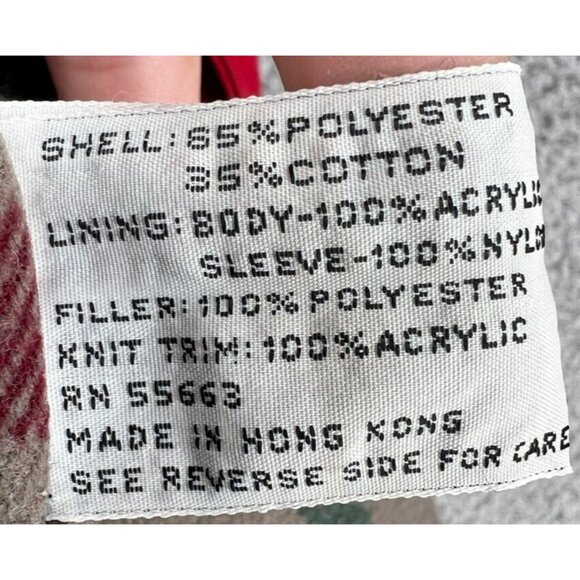 SHELL: 65% POLYESTER
35% COTTON
LINING: BODY-100% ACRYLIC
SLEEVE-100% NYLON
FILLER: 100% POLYESTER
KNIT TRIM: 100% ACRYLIC
RN 55663
MADE IN HONG KONG
SEE REVERSE SIDE FOR CARE